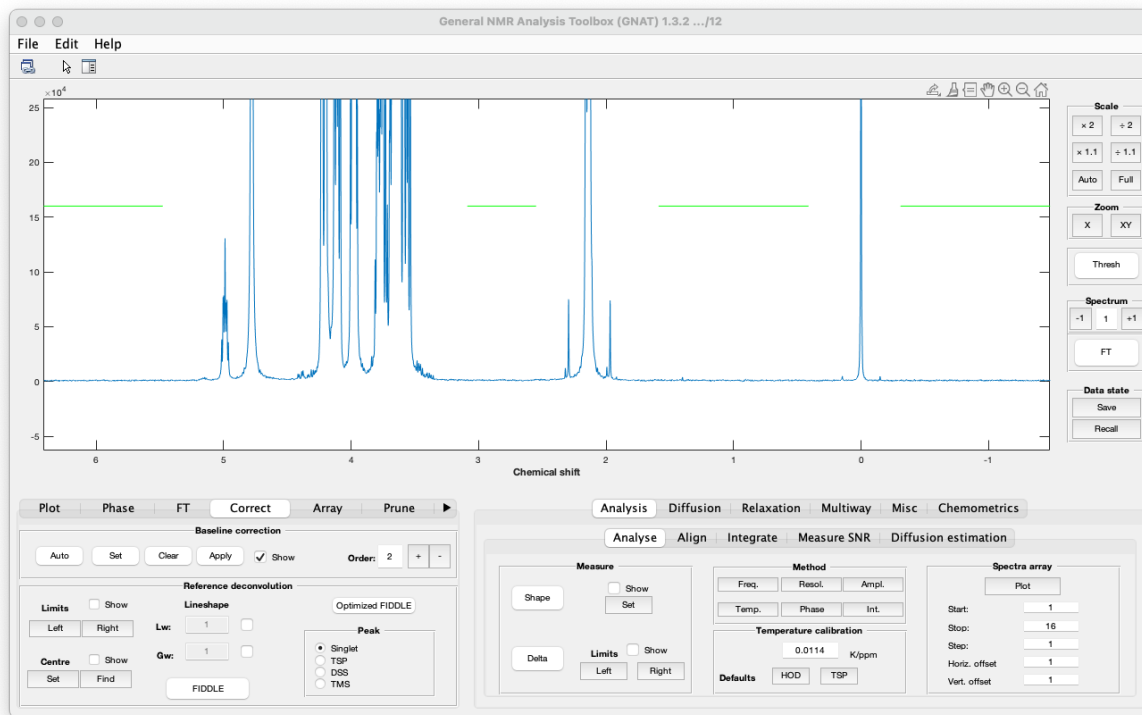 General NMR Analysis Toolbox (GNAT) 1.3.2 .../12
File Edit Help
×10⁴
25
20
15
10
5
0
-5
6 5 4 3 2 1 0 -1
Chemical shift
Scale
× 2 ÷ 2
× 1.1 ÷ 1.1
Auto Full
Zoom
X XY
Thresh
Spectrum
-1 1 +1
FT
Data state
Save
Recall
Plot Phase FT Correct Array Prune
Baseline correction
Auto Set Clear Apply Show Order: 2 + -
Reference deconvolution
Limits Show Lineshape Optimized FIDDLE
Left Right Lw: 1
Peak
Singlet
TSP
DSS
TMS
Centre Show Gw: 1
Set Find
FIDDLE
Analysis Diffusion Relaxation Multiway Misc Chemometrics
Analyse Align Integrate Measure SNR Diffusion estimation
Measure
Shape Show
Set
Delta Limits Show
Left Right
Method
Freq. Resol. Ampl.
Temp. Phase Int.
Temperature calibration
0.0114 K/ppm
Defaults HOD TSP
Spectra array
Plot
Start: 1
Stop: 16
Step: 1
Horiz. offset 1
Vert. offset 1